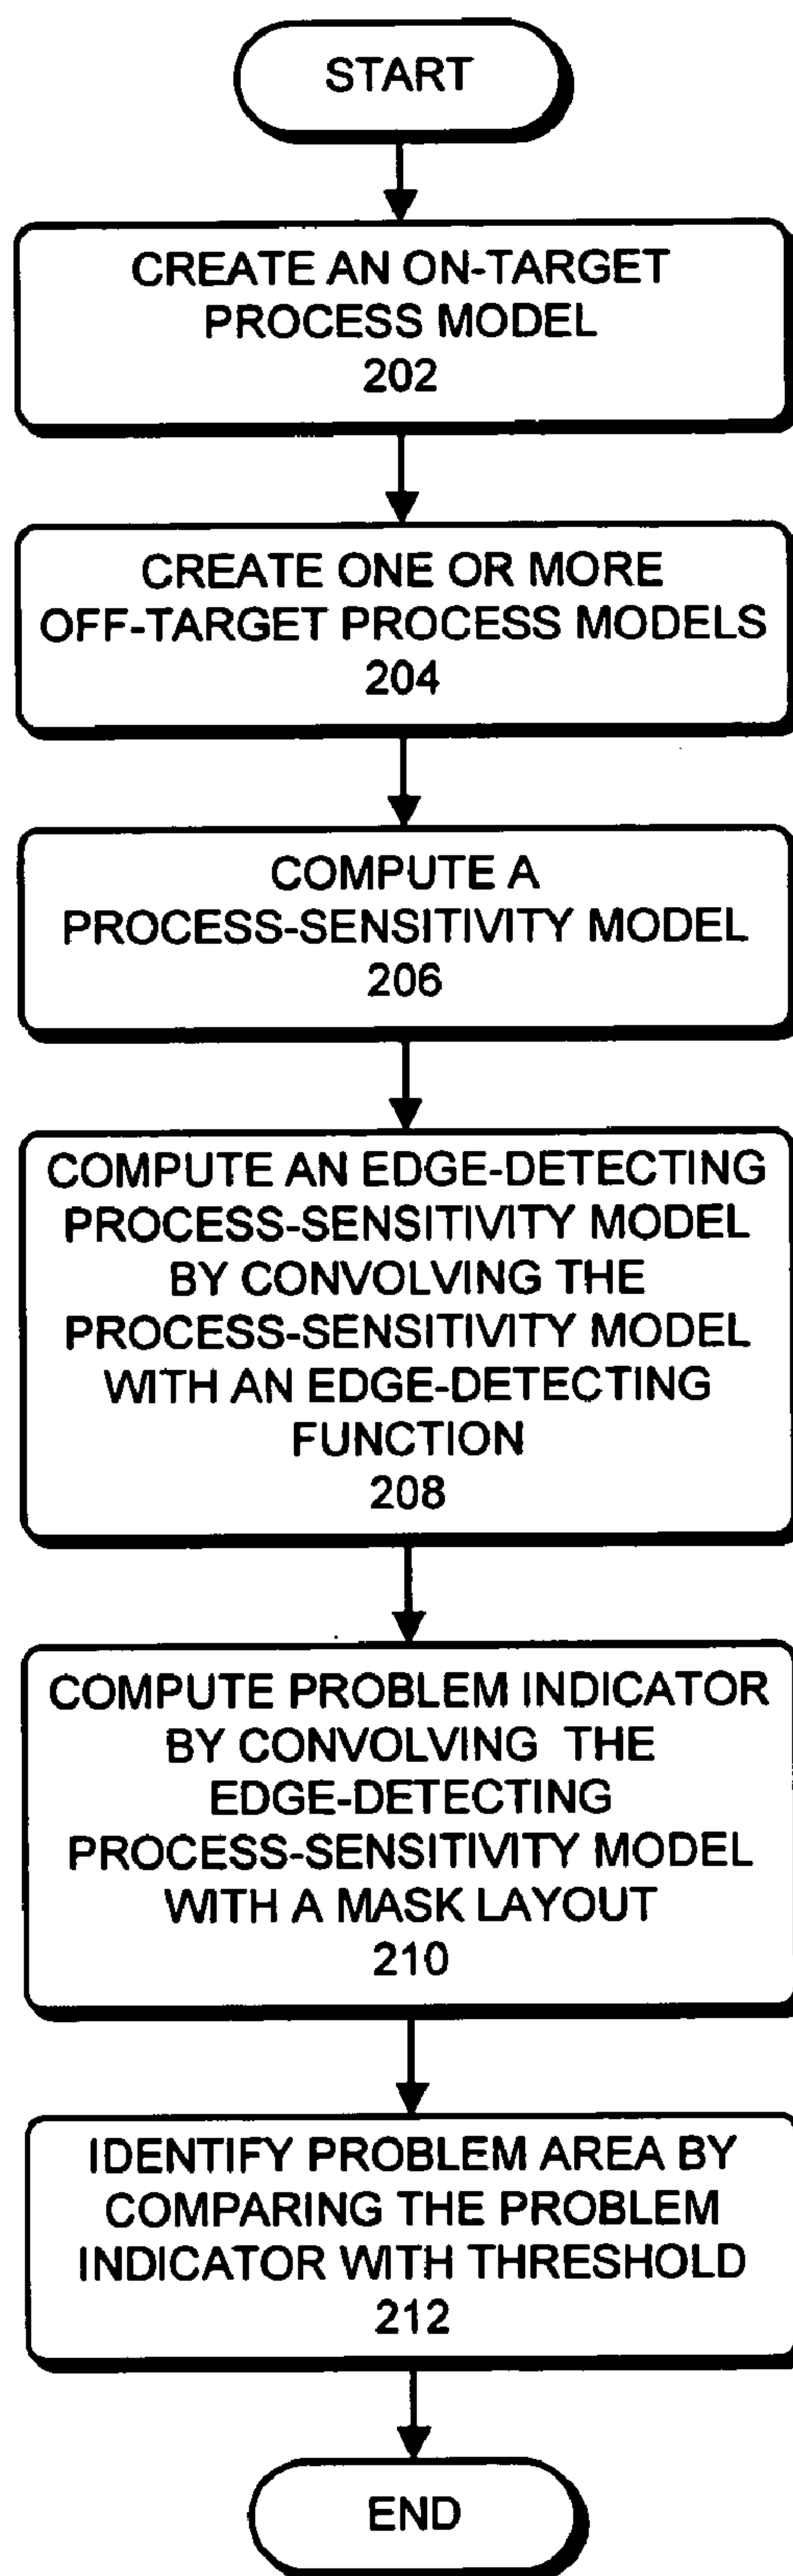 START
CREATE AN ON-TARGET
PROCESS MODEL
202
CREATE ONE OR MORE
OFF-TARGET PROCESS MODELS
204
COMPUTE A
PROCESS-SENSITIVITY MODEL
206
COMPUTE AN EDGE-DETECTING
PROCESS-SENSITIVITY MODEL
BY CONVOLVING THE
PROCESS-SENSITIVITY MODEL
WITH AN EDGE-DETECTING
FUNCTION
208
COMPUTE PROBLEM INDICATOR
BY CONVOLVING THE
EDGE-DETECTING
PROCESS-SENSITIVITY MODEL
WITH A MASK LAYOUT
210
IDENTIFY PROBLEM AREA BY
COMPARING THE PROBLEM
INDICATOR WITH THRESHOLD
212
END